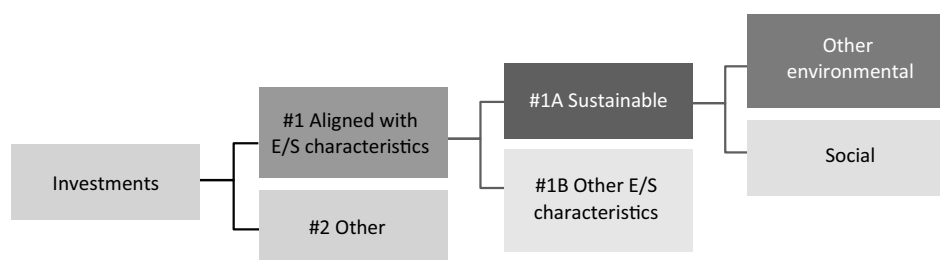 Investments
#1 Aligned with
E/S characteristics
#2 Other
#1A Sustainable
#1B Other E/S
characteristics
Other
environmental
Social